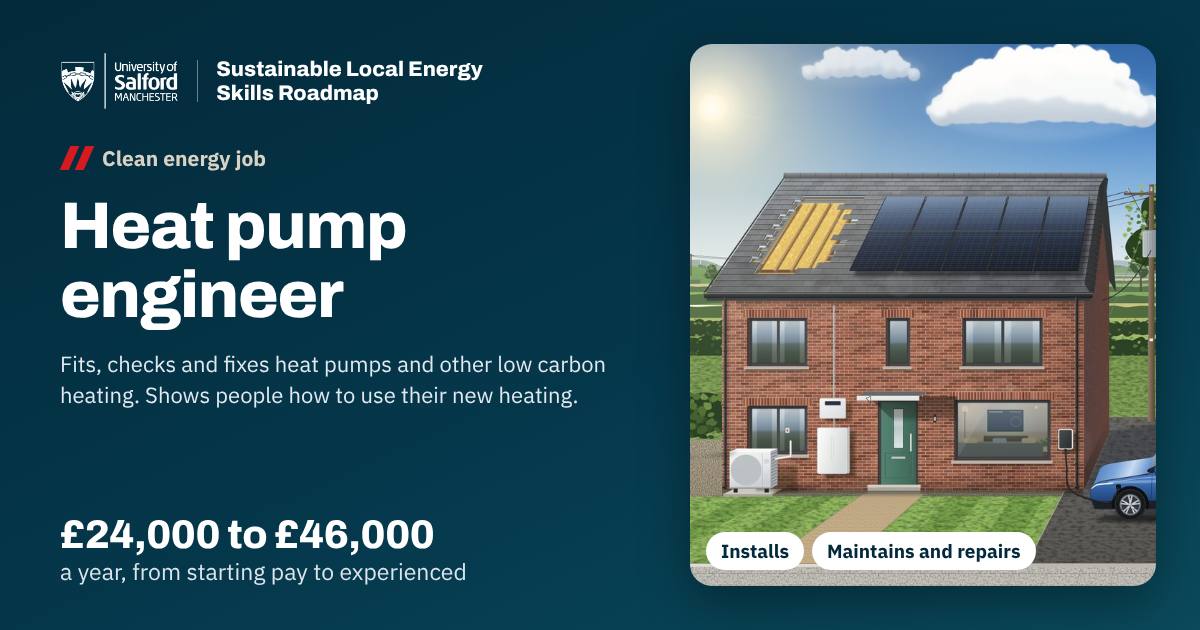 University of
Salford
MANCHESTER
Sustainable Local Energy
Skills Roadmap
Clean energy job
Heat pump
engineer
Fits, checks and fixes heat pumps and other low carbon
heating. Shows people how to use their new heating.
£24,000 to £46,000
a year, from starting pay to experienced
Installs
Maintains and repairs